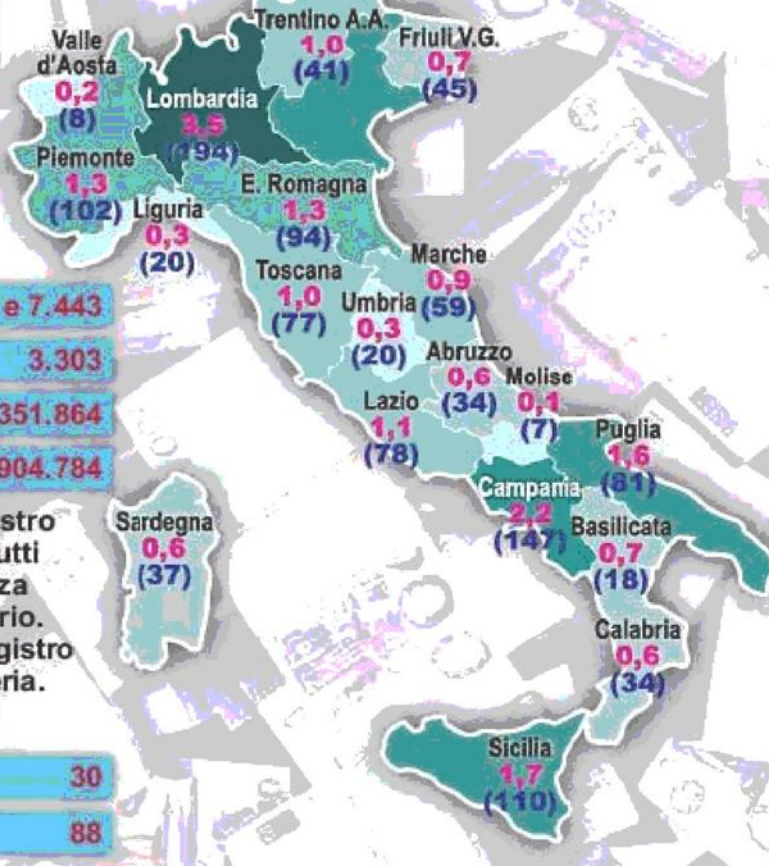 Trentino A.A.
1,0
(41)
Friuli V.G.
0,7
(45)
Valle
d'Aosta
0,2
(8)
Lombardia
3,5
(194)
Piemonte
1,3
(102)
E. Romagna
1,3
(94)
Liguria
0,3
(20)
Marche
0,9
(59)
Toscana
1,0
(77)
Umbria
0,3
(20)
Abruzzo
0,6
(34)
Molise
0,1
(7)
Lazio
1,1
(78)
Puglia
1,6
(81)
Campania
2,2
(147)
Basilicata
0,7
(18)
Calabria
0,6
(34)
Sardegna
0,6
(37)
Sicilia
1,7
(110)
e 7.443
3.303
351.864
904.784
stro
utti
za
rio.
gistro
ria.
30
88